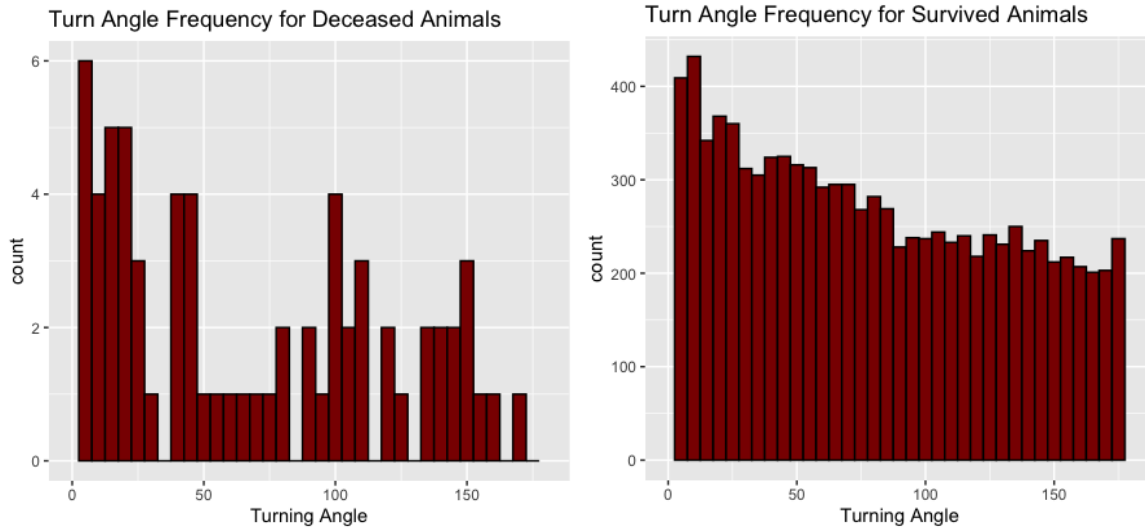 Turn Angle Frequency for Deceased Animals
6
4
2
0
count
0 50 100 150
Turning Angle
Turn Angle Frequency for Survived Animals
400
300
200
100
0
count
0 50 100 150
Turning Angle